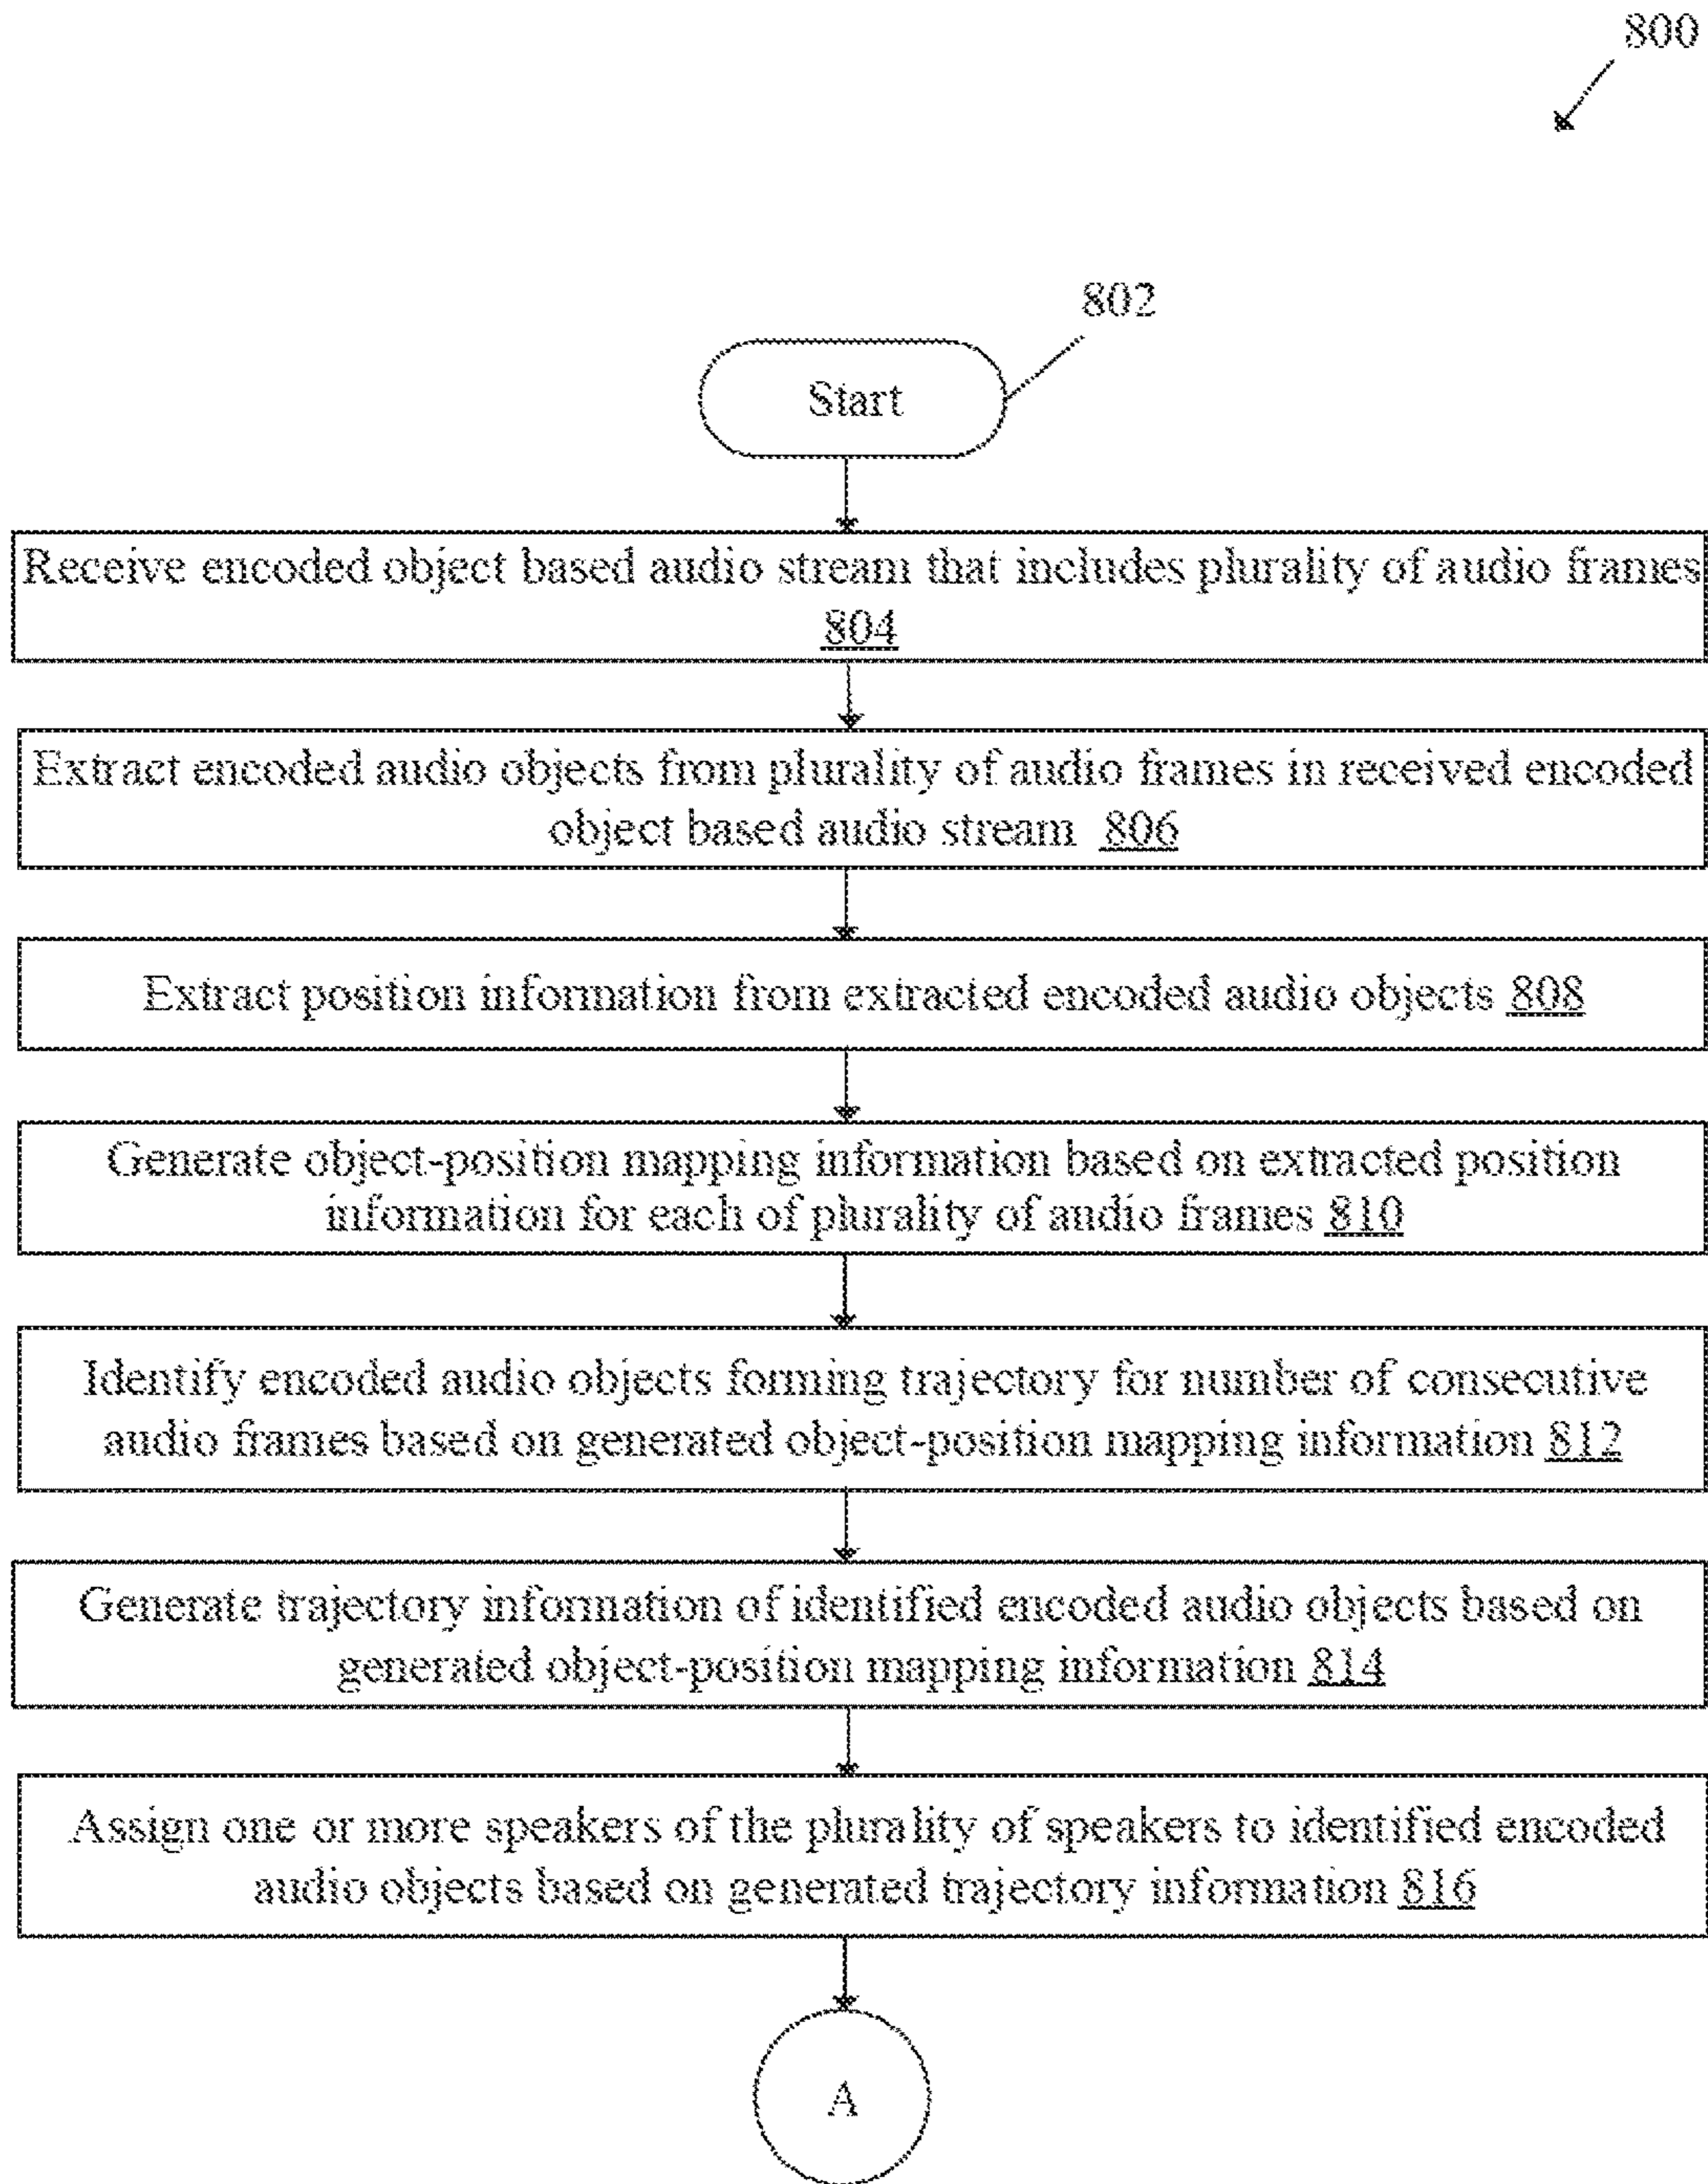 800
802
Start
Receive encoded object based audio stream that includes plurality of audio frames
804
Extract encoded audio objects from plurality of audio frames in received encoded
object based audio stream 806
Extract position information from extracted encoded audio objects 808
Generate object-position mapping information based on extracted position
information for each of plurality of audio frames 810
Identify encoded audio objects forming trajectory for number of consecutive
audio frames based on generated object-position mapping information 812
Generate trajectory information of identified encoded audio objects based on
generated object-position mapping information 814
Assign one or more speakers of the plurality of speakers to identified encoded
audio objects based on generated trajectory information 816
A